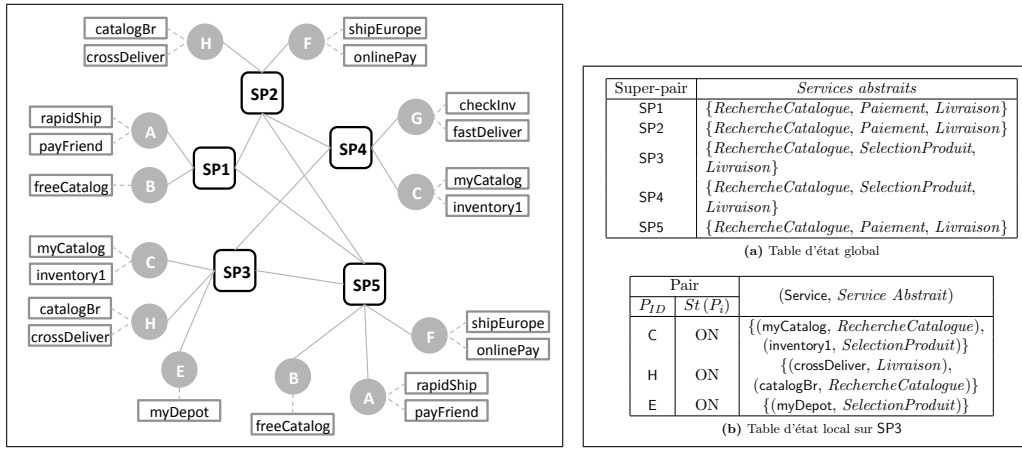 catalogBr
crossDeliver
H
F
shipEurope
onlinePay
SP2
rapidShip
payFriend
A
freeCatalog
B
SP1
SP4
G
checkInv
fastDeliver
C
myCatalog
inventory1
myCatalog
inventory1
C
catalogBr
crossDeliver
H
SP3
SP5
E
myDepot
B
freeCatalog
A
rapidShip
payFriend
F
shipEurope
onlinePay
Super-pair Services abstraits
SP1 {RechercheCatalogue, Paiement, Livraison}
SP2 {RechercheCatalogue, Paiement, Livraison}
SP3 {RechercheCatalogue, SelectionProduit,
Livraison}
SP4 {RechercheCatalogue, SelectionProduit,
Livraison}
SP5 {RechercheCatalogue, Paiement, Livraison}
(a) Table d'état global
Pair (Service, Service Abstrait)
P_ID St (P_i)
C ON {(myCatalog, RechercheCatalogue),
(inventory1, SelectionProduit)}
H ON {(crossDeliver, Livraison),
(catalogBr, RechercheCatalogue)}
E ON {(myDepot, SelectionProduit)}
(b) Table d'état local sur SP3